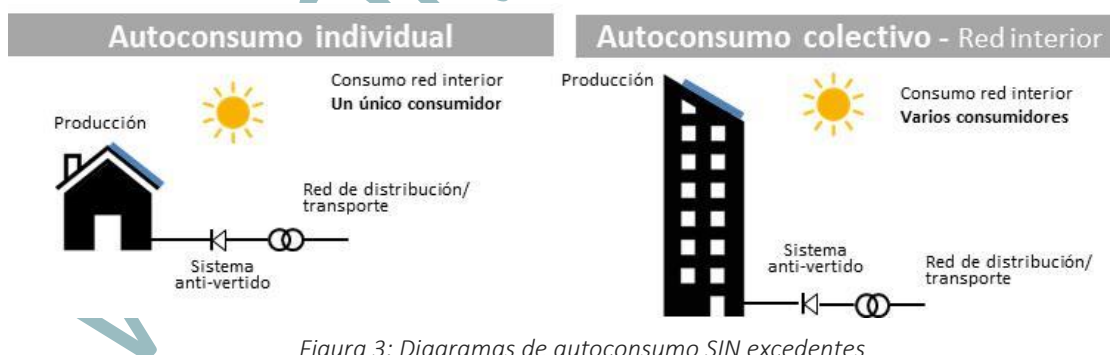 Autoconsumo individual
Consumo red interior
Un único consumidor
Producción
Red de distribución/
transporte
Sistema
anti-vertido
Autoconsumo colectivo - Red interior
Producción
Consumo red interior
Varios consumidores
Sistema
anti-vertido
Red de distribución/
transporte
Figura 3: Diagramas de autoconsumo SIN excedentes